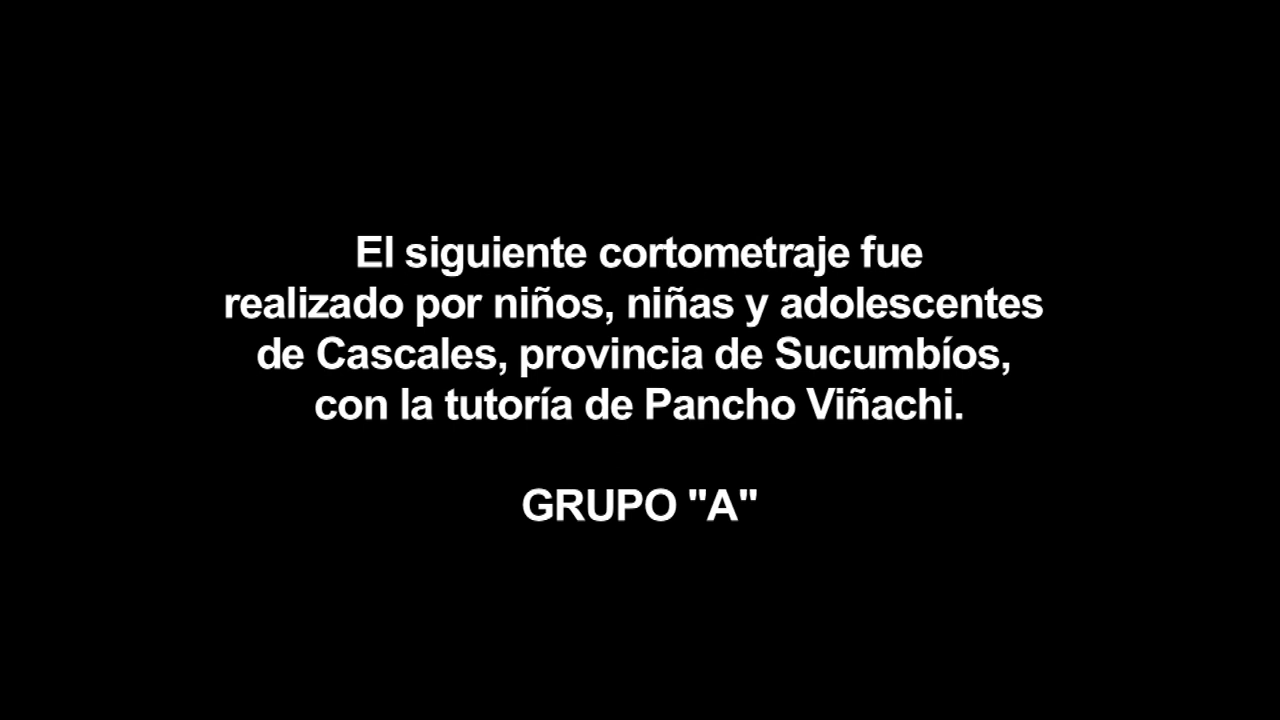 El siguiente cortometraje fue
realizado por niños, niñas y adolescentes
de Cascales, provincia de Sucumbíos,
con la tutoría de Pancho Viñachi.
GRUPO "A"